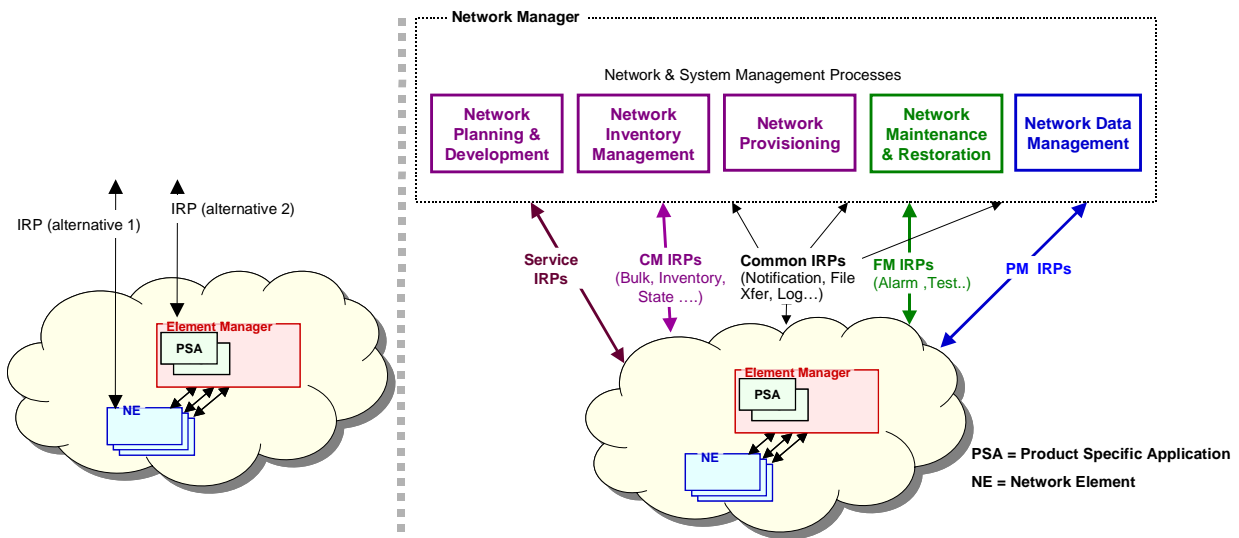 Network Manager
Network & System Management Processes
Network
Planning &
Development
Network
Inventory
Management
Network
Provisioning
Network
Maintenance
& Restoration
Network Data
Management
IRP (alternative 1)
IRP (alternative 2)
Element Manager
PSA
NE
Service
IRPs
CM IRPs
(Bulk, Inventory,
State ….)
Common IRPs
(Notification, File
Xfer, Log…)
FM IRPs
(Alarm ,Test..)
PM  IRPs
Element Manager
PSA
NE
PSA = Product Specific Application
NE = Network Element